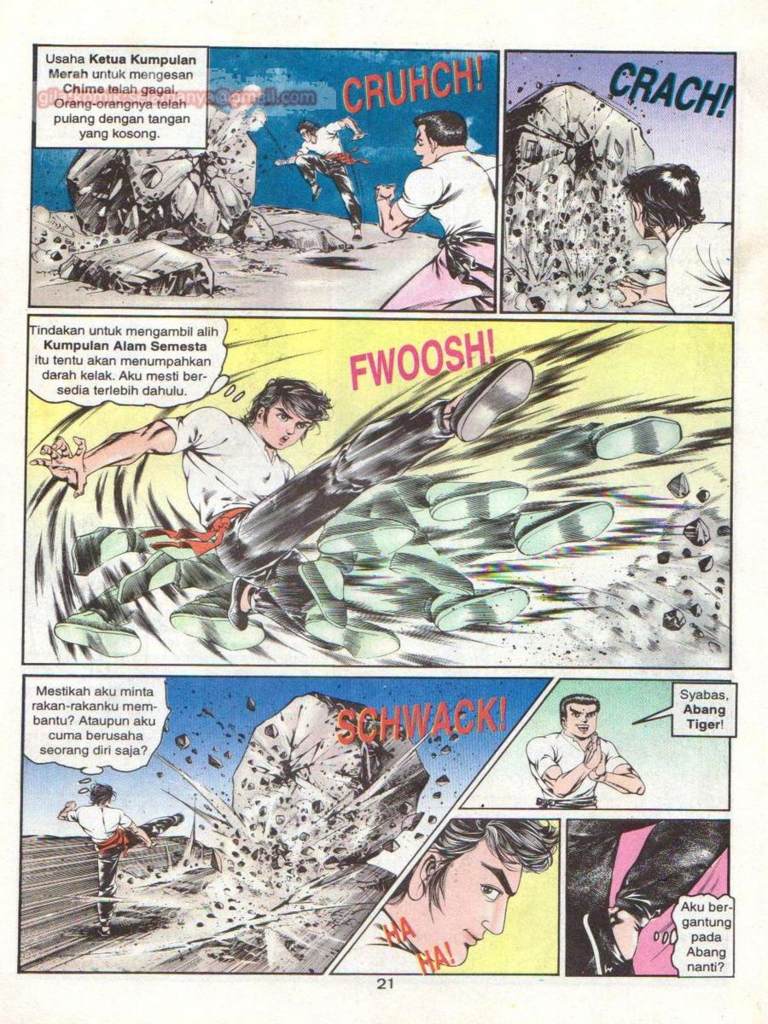 Usaha Ketua Kumpulan
Merah untuk mengesan
Chime telah gagal.
Orang-orangnya telah
pulang dengan tangan
yang kosong.
CRUHCH!
CRACH!
Tindakan untuk mengambil alih
Kumpulan Alam Semesta
itu tentu akan menumpahkan
darah kelak. Aku mesti ber-
sedia terlebih dahulu.
FWOOSH!
Mestikah aku minta
rakan-rakanku mem-
bantu? Ataupun aku
cuma berusaha
seorang diri saja?
SCHWACK!
Syabas,
Abang
Tiger!
HA
HA!
Aku ber-
gantung
pada
Abang
nanti?
21